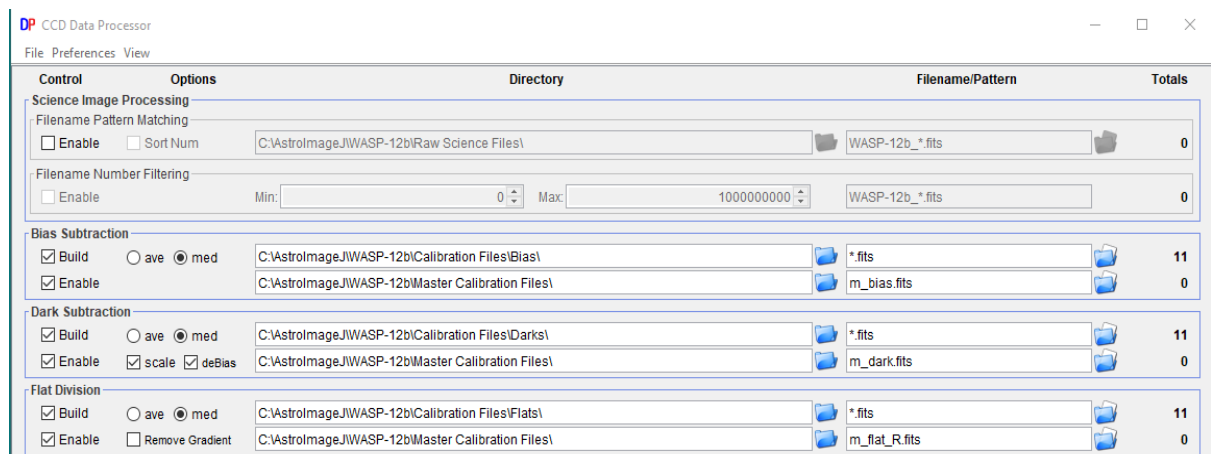 DP CCD Data Processor
File Preferences View
Control Options Directory Filename/Pattern Totals
Science Image Processing
Filename Pattern Matching
Enable Sort Num C:\AstroImageJ\WASP-12b\Raw Science Files\ WASP-12b_*.fits 0
Filename Number Filtering
Enable Min: 0 Max: 1000000000 WASP-12b_*.fits 0
Bias Subtraction
Build ave med C:\AstroImageJ\WASP-12b\Calibration Files\Bias\ *.fits 11
Enable C:\AstroImageJ\WASP-12b\Master Calibration Files\ m_bias.fits 0
Dark Subtraction
Build ave med C:\AstroImageJ\WASP-12b\Calibration Files\Darks\ *.fits 11
Enable scale deBias C:\AstroImageJ\WASP-12b\Master Calibration Files\ m_dark.fits 0
Flat Division
Build ave med C:\AstroImageJ\WASP-12b\Calibration Files\Flats\ *.fits 11
Enable Remove Gradient C:\AstroImageJ\WASP-12b\Master Calibration Files\ m_flat_R.fits 0